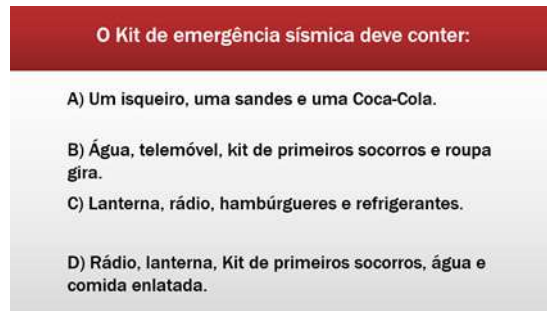 O Kit de emergência sísmica deve conter:
A) Um isqueiro, uma sandes e uma Coca-Cola.
B) Água, telemóvel, kit de primeiros socorros e roupa
gira.
C) Lanterna, rádio, hambúrgueres e refrigerantes.
D) Rádio, lanterna, Kit de primeiros socorros, água e
comida enlatada.